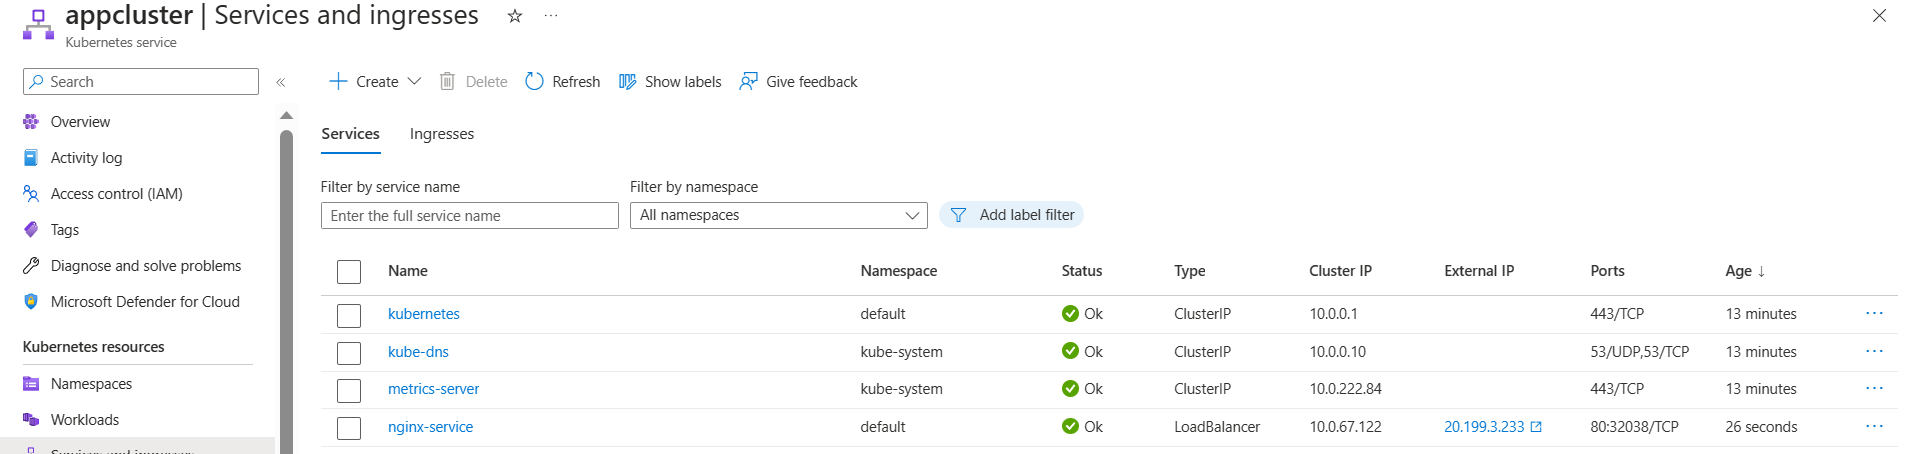 appcluster | Services and ingresses
Kubernetes service
Search
Overview
Activity log
Access control (IAM)
Tags
Diagnose and solve problems
Microsoft Defender for Cloud
Kubernetes resources
Namespaces
Workloads
Create
Delete
Refresh
Show labels
Give feedback
Services
Ingresses
Filter by service name
Filter by namespace
Enter the full service name
All namespaces
Add label filter
Name Namespace Status Type Cluster IP External IP Ports Age ↓
kubernetes default Ok ClusterIP 10.0.0.1 443/TCP 13 minutes
kube-dns kube-system Ok ClusterIP 10.0.0.10 53/UDP,53/TCP 13 minutes
metrics-server kube-system Ok ClusterIP 10.0.222.84 443/TCP 13 minutes
nginx-service default Ok LoadBalancer 10.0.67.122 20.199.3.233 80:32038/TCP 26 seconds